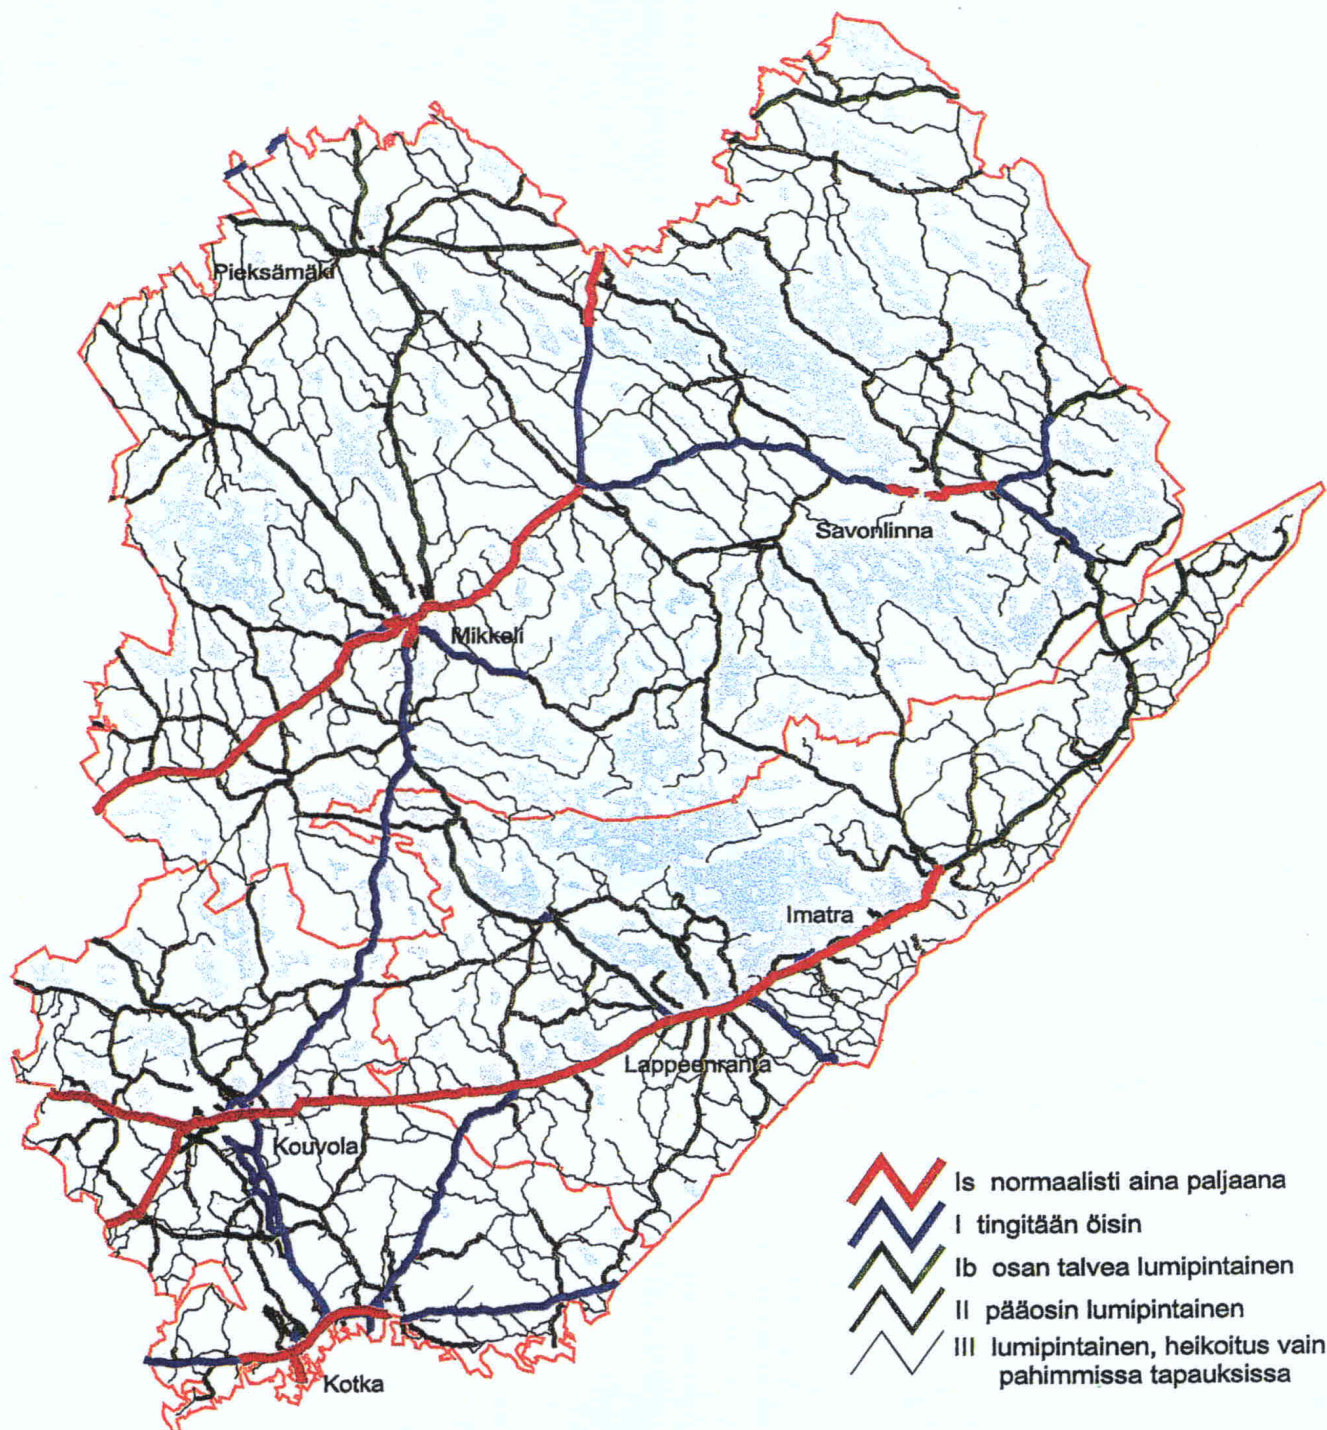 Pieksämäki
Savonlinna
Mikkeli
Imatra
Lappeenranta
Kouvola
Is normaalisti aina paljaana
I tingitään öisin
Ib osan talvea lumipintainen
II pääosin lumipintainen
III lumipintainen, heikoitus vain
pahimmissa tapauksissa
Kotka